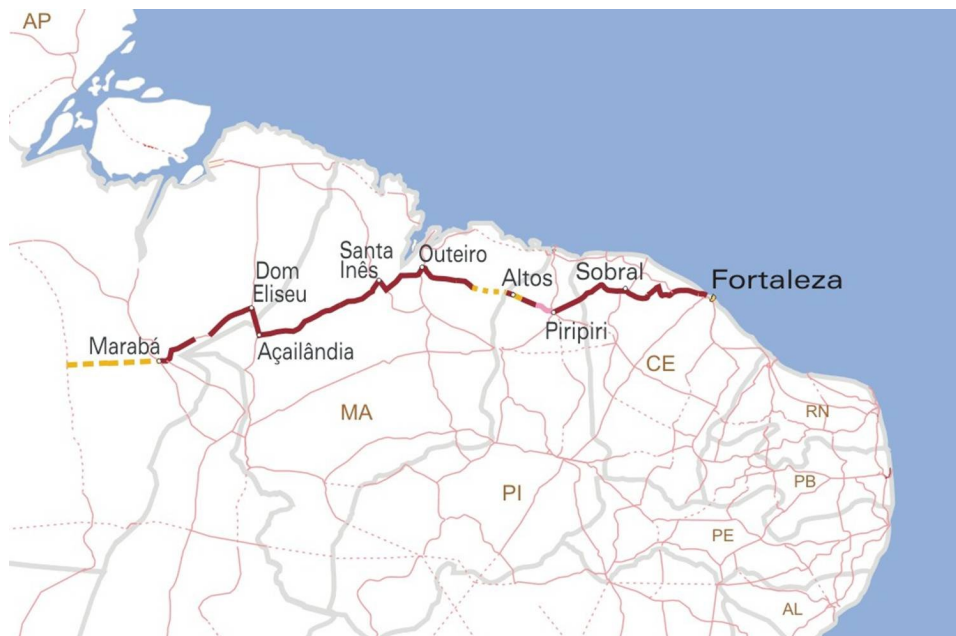 AP
Santa
Inês
Outeiro
Dom
Eliseu
Altos
Sobral
Fortaleza
Marabá
Açailândia
Piripiri
CE
MA
RN
PI
PB
PE
AL